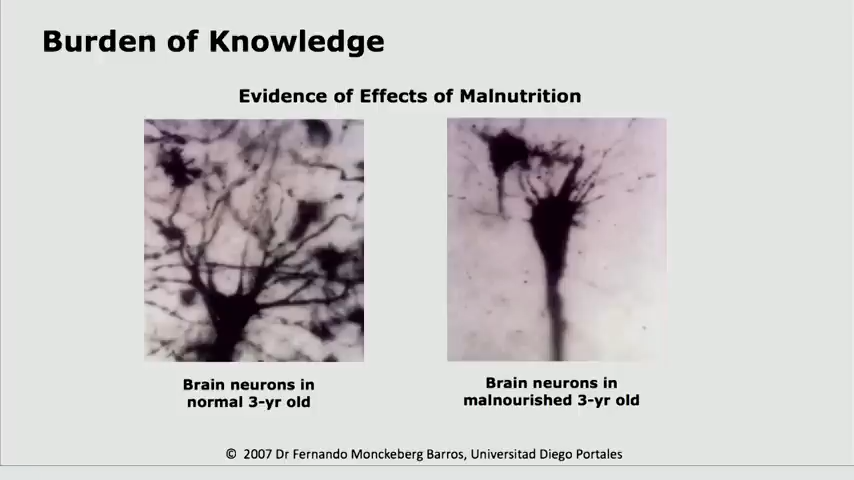 Burden of Knowledge
Evidence of Effects of Malnutrition
Brain neurons in
normal 3-yr old
Brain neurons in
malnourished 3-yr old
© 2007 Dr Fernando Monckeberg Barros, Universitad Diego Portales